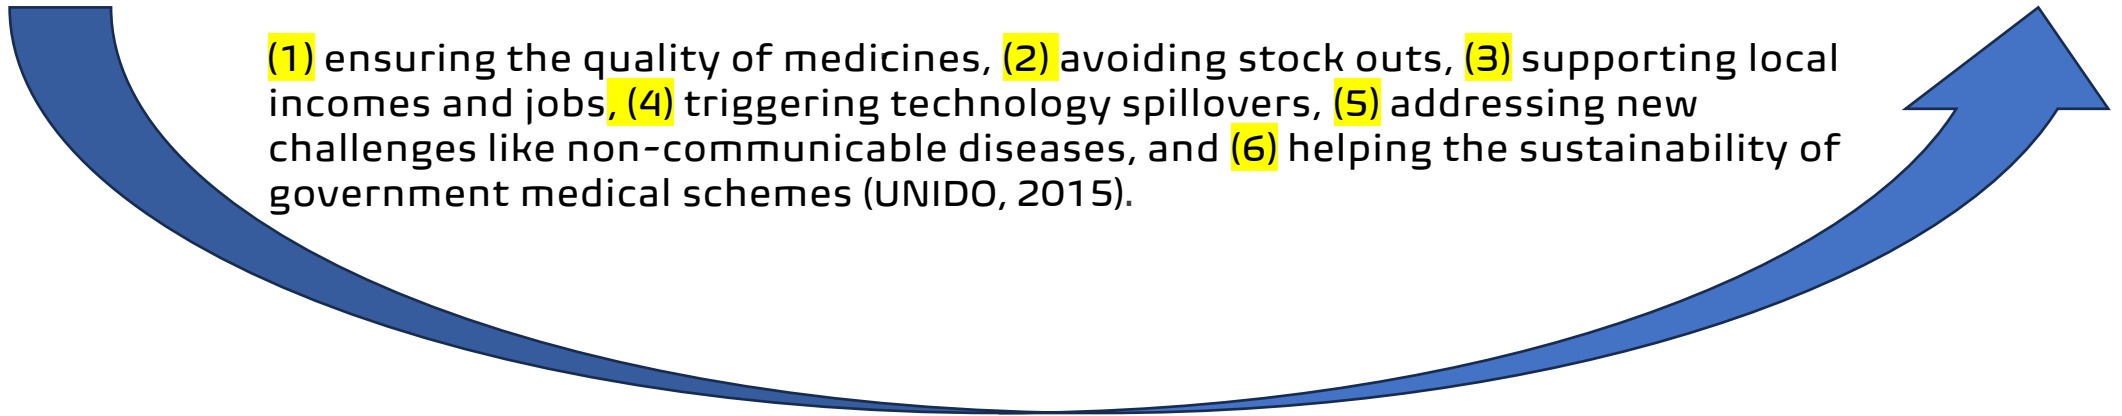 (1) ensuring the quality of medicines, (2) avoiding stock outs, (3) supporting local
incomes and jobs, (4) triggering technology spillovers, (5) addressing new
challenges like non-communicable diseases, and (6) helping the sustainability of
government medical schemes (UNIDO, 2015).